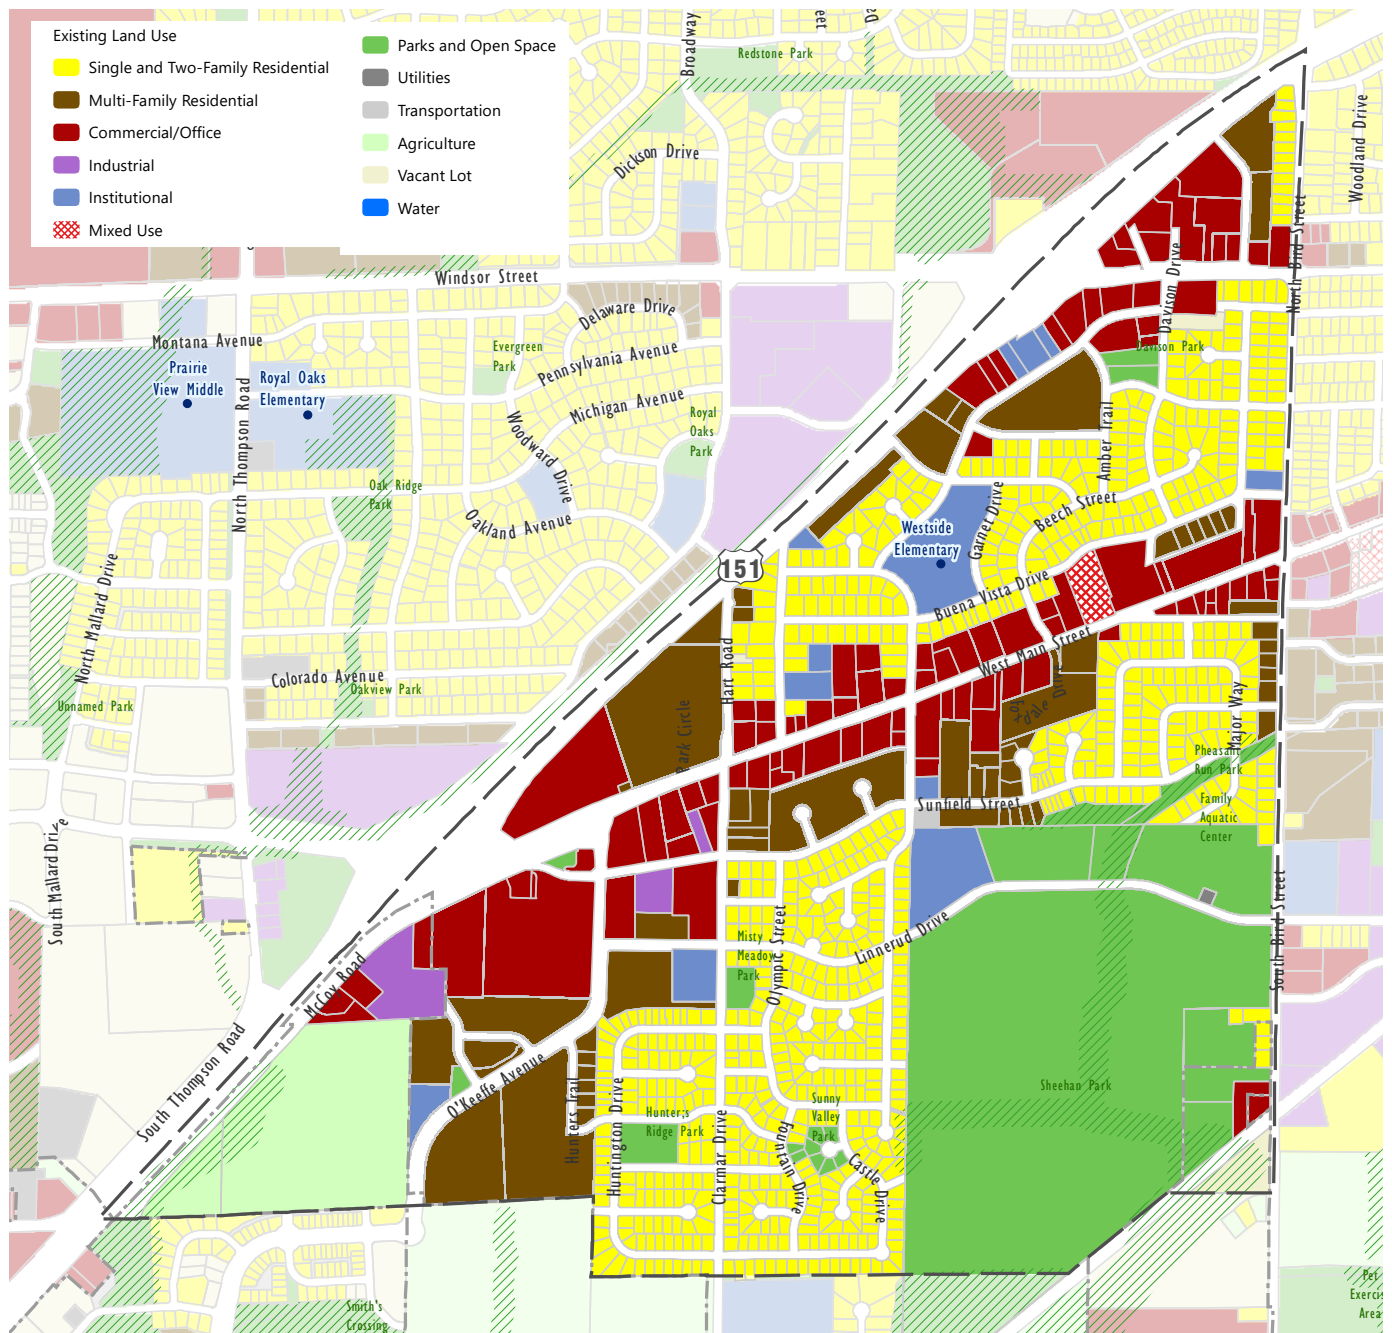 Existing Land Use
Single and Two-Family Residential
Multi-Family Residential
Commercial/Office
Industrial
Institutional
Mixed Use
Parks and Open Space
Utilities
Transportation
Agriculture
Vacant Lot
Water
Broadway
Redstone Park
Dickson Drive
Woodland Drive
North Bird Street
Windsor Street
Davison Drive
Delaware Drive
Montana Avenue
Prairie
View Middle
Royal Oaks
Elementary
Evergreen
Park
Pennsylvania Avenue
Davison Park
Michigan Avenue
North Thompson Road
Royal
Oaks
Park
Woodward Drive
Amber Trail
Oak Ridge
Park
Oakland Avenue
Westside
Elementary
Garnet Drive
Beech Street
151
North Mallard Drive
Buena Vista Drive
Hart Road
West Main Street
Colorado Avenue
Oakview Park
Unnamed Park
Park Circle
Major Way
Pheasant
Run Park
Sunfield Street
Family
Aquatic
Center
South Mallard Drive
Olympic Street
Linnerud Drive
South Bird Street
Misty
Meadow
Park
McCoy Road
South Thompson Road
O'Keeffe Avenue
Hunters Trail
Huntington Drive
Hunter;s
Ridge Park
Clarmar Drive
Sunny
Valley
Park
Fountain Drive
Castle Drive
Sheehan Park
Smith's
Crossing
Pet
Exercis
Area